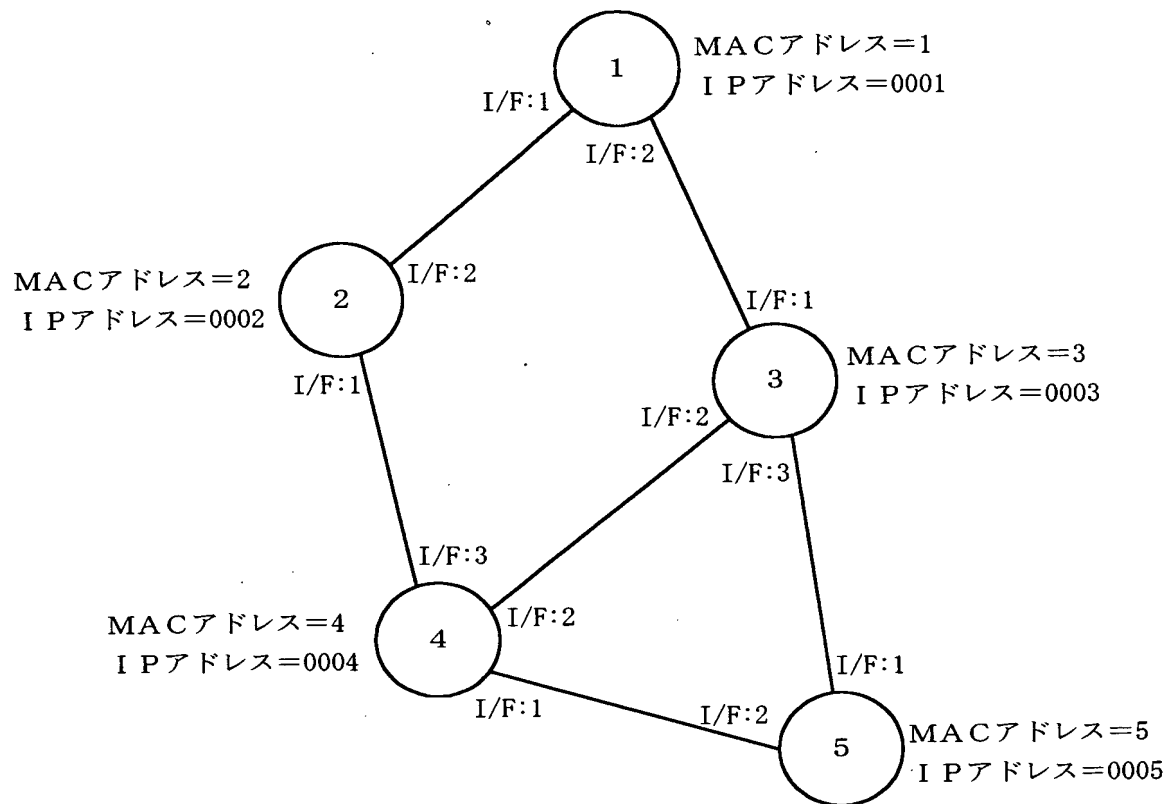 1
MACアドレス=1
IPアドレス=0001
I/F:1
I/F:2
MACアドレス=2
IPアドレス=0002
2
I/F:2
I/F:1
I/F:1
3
MACアドレス=3
IPアドレス=0003
I/F:2
I/F:3
I/F:3
MACアドレス=4
IPアドレス=0004
4
I/F:2
I/F:1
I/F:1
I/F:2
5
MACアドレス=5
IPアドレス=0005